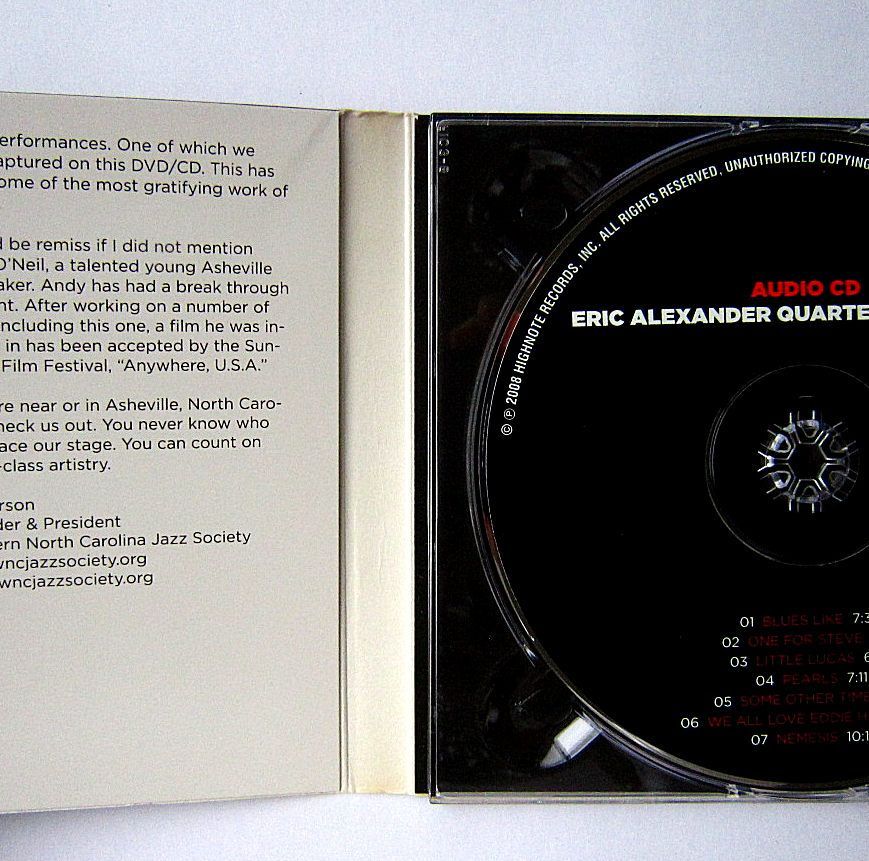 erformances. One of which we
aptured on this DVD/CD. This has
ome of the most gratifying work of
d be remiss if I did not mention
O'Neil, a talented young Asheville
aker. Andy has had a break through
nt. After working on a number of
including this one, a film he was in-
in has been accepted by the Sun-
Film Festival, "Anywhere, U.S.A."
re near or in Asheville, North Caro-
heck us out. You never know who
ace our stage. You can count on
-class artistry.
rson
der & President
ern North Carolina Jazz Society
wncjazzsociety.org
wncjazzsociety.org
© ℗ 2008 HIGHNOTE RECORDS, INC. ALL RIGHTS RESERVED, UNAUTHORIZED COPYING
AUDIO CD
ERIC ALEXANDER QUARTE
01 BLUES LIKE 7:3
02 ONE FOR STEVE
03 LITTLE LUCAS 6
04 PEARLS 7:11
05 SOME OTHER TIME
06 WE ALL LOVE EDDIE H
07 NEMESIS 10:1